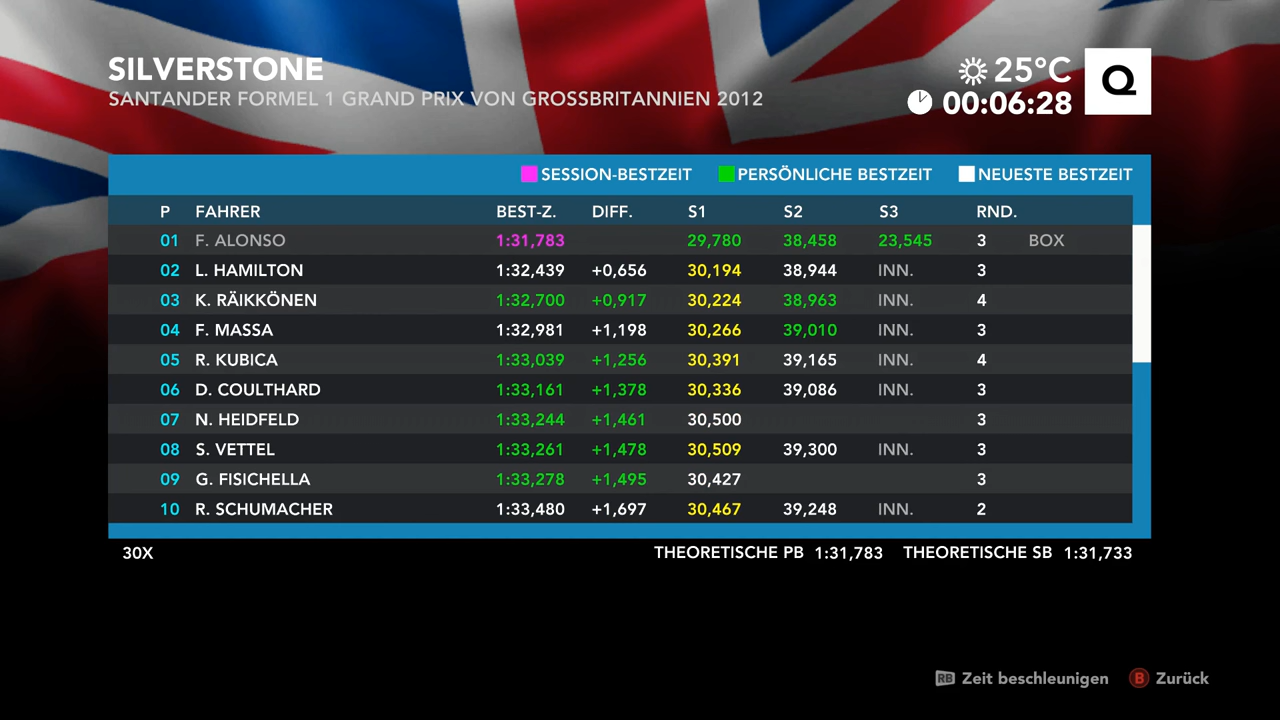 SILVERSTONE
SANTANDER FORMEL 1 GRAND PRIX VON GROSSBRITANNIEN 2012
25°C
00:06:28
Q
SESSION-BESTZEIT PERSÖNLICHE BESTZEIT NEUESTE BESTZEIT
P FAHRER BEST-Z. DIFF. S1 S2 S3 RND.
01 F. ALONSO 1:31,783 29,780 38,458 23,545 3 BOX
02 L. HAMILTON 1:32,439 +0,656 30,194 38,944 INN. 3
03 K. RÄIKKÖNEN 1:32,700 +0,917 30,224 38,963 INN. 4
04 F. MASSA 1:32,981 +1,198 30,266 39,010 INN. 3
05 R. KUBICA 1:33,039 +1,256 30,391 39,165 INN. 4
06 D. COULTHARD 1:33,161 +1,378 30,336 39,086 INN. 3
07 N. HEIDFELD 1:33,244 +1,461 30,500 3
08 S. VETTEL 1:33,261 +1,478 30,509 39,300 INN. 3
09 G. FISICHELLA 1:33,278 +1,495 30,427 3
10 R. SCHUMACHER 1:33,480 +1,697 30,467 39,248 INN. 2
30X THEORETISCHE PB 1:31,783 THEORETISCHE SB 1:31,733
RB Zeit beschleunigen B Zurück